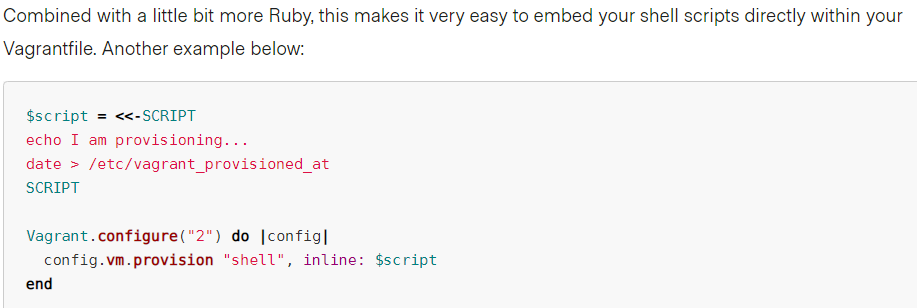 Combined with a little bit more Ruby, this makes it very easy to embed your shell scripts directly within your
Vagrantfile. Another example below:
$script = <<-SCRIPT
echo I am provisioning...
date > /etc/vagrant_provisioned_at
SCRIPT
Vagrant.configure("2") do |config|
  config.vm.provision "shell", inline: $script
end